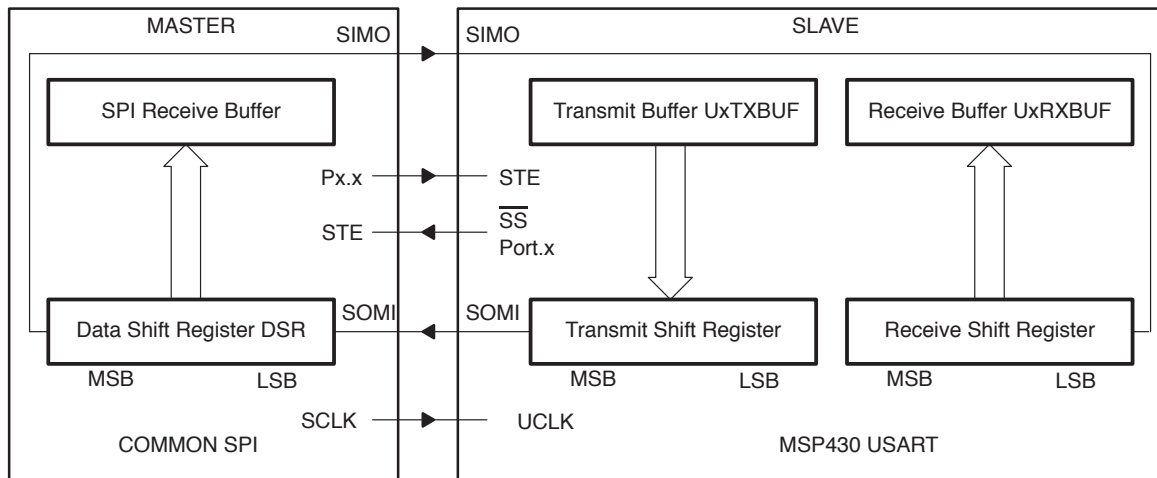 MASTER
SLAVE
SIMO
SIMO
SPI Receive Buffer
Transmit Buffer UxTXBUF
Receive Buffer UxRXBUF
Px.x
STE
STE
SS
Port.x
SOMI
SOMI
Data Shift Register DSR
Transmit Shift Register
Receive Shift Register
MSB
LSB
MSB
LSB
MSB
LSB
SCLK
UCLK
COMMON SPI
MSP430 USART